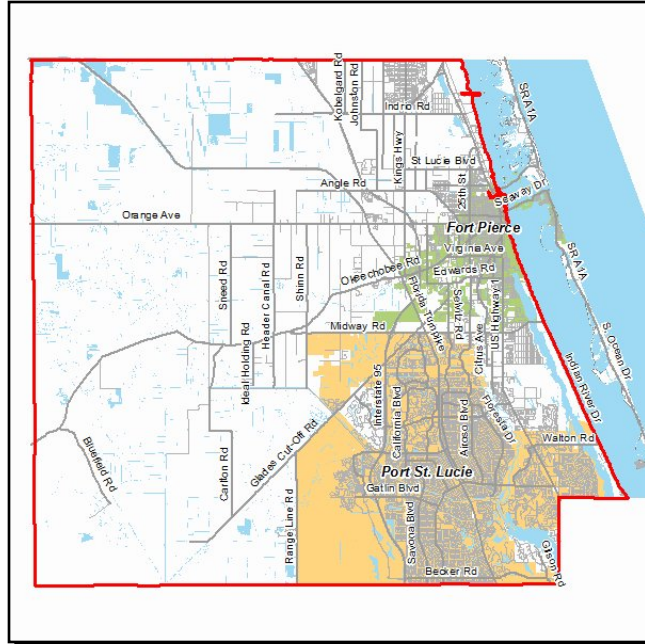 Kobelgard Rd
Johnston Rd
Indrio Rd
SR A1A
Kings Hwy
St Lucie Blvd
25th St
Angle Rd
Seaway Dr
Orange Ave
Fort Pierce
Virginia Ave
SR A1A
Okeechobee Rd
Edwards Rd
Sneed Rd
Header Canal Rd
Shinn Rd
Florida Turnpike
Selvitz Rd
US Highway 1
Midway Rd
Citrus Ave
S. Ocean Dr
Ideal Holding Rd
Interstate 95
California Blvd
Airoso Blvd
Floresta Dr
Indian River Dr
Glades Cut-Off Rd
Walton Rd
Bluefield Rd
Carlton Rd
Port St. Lucie
Gatlin Blvd
Range Line Rd
Savona Blvd
Gilson Rd
Becker Rd